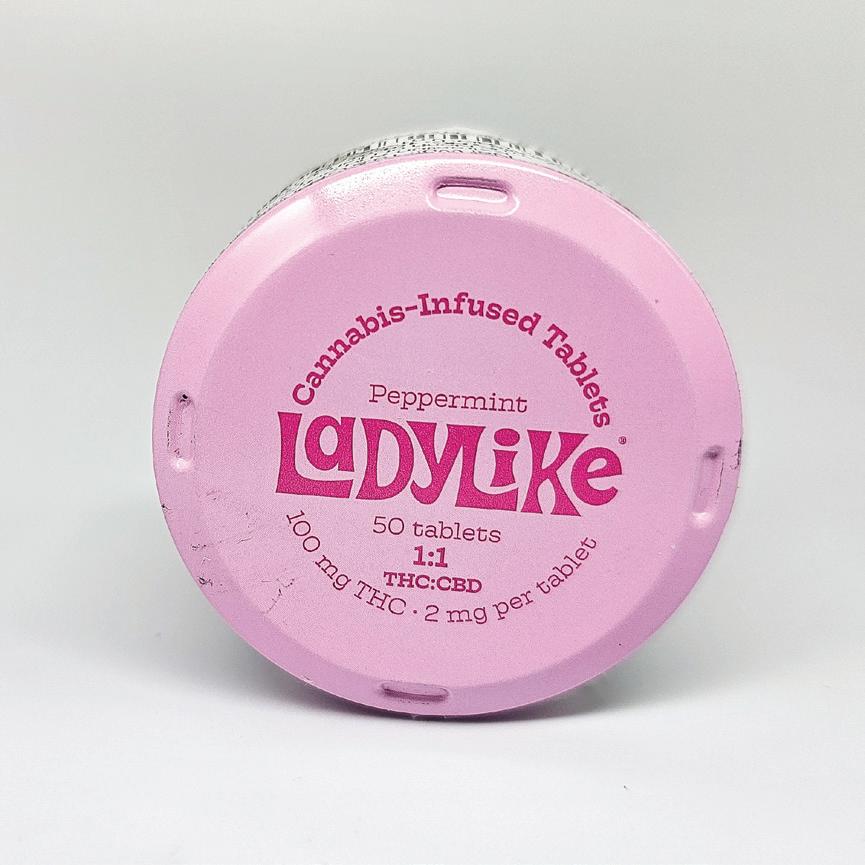 Cannabis-Infused Tablets
Peppermint
LaDYLiKe®
50 tablets
1:1
THC:CBD
100 mg THC · 2 mg per tablet